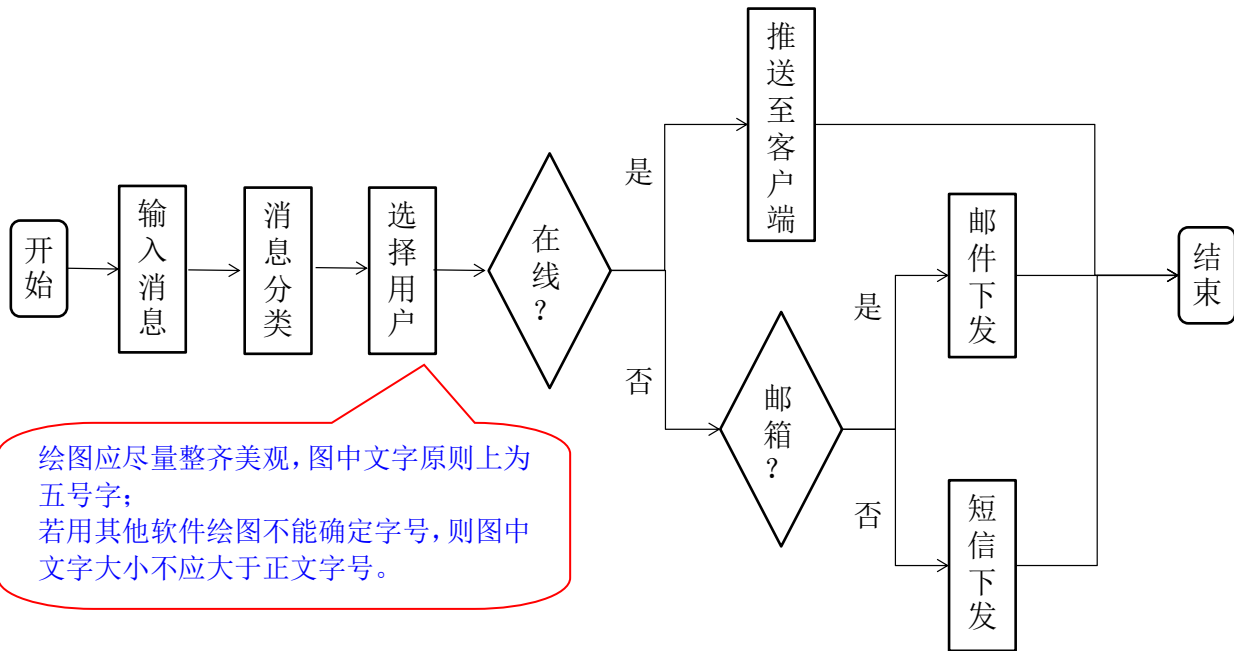 开始
输入消息
消息分类
选择用户
在线？
是
否
推送至客户端
邮箱？
是
否
邮件下发
短信下发
结束
绘图应尽量整齐美观，图中文字原则上为
五号字；
若用其他软件绘图不能确定字号，则图中
文字大小不应大于正文字号。